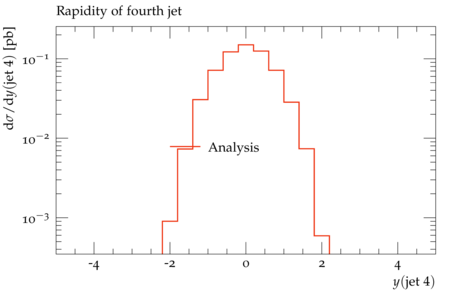 Rapidity of fourth jet
dσ/dy(jet 4) [pb]
10⁻¹
10⁻²
10⁻³
Analysis
-4 -2 0 2 4
y(jet 4)